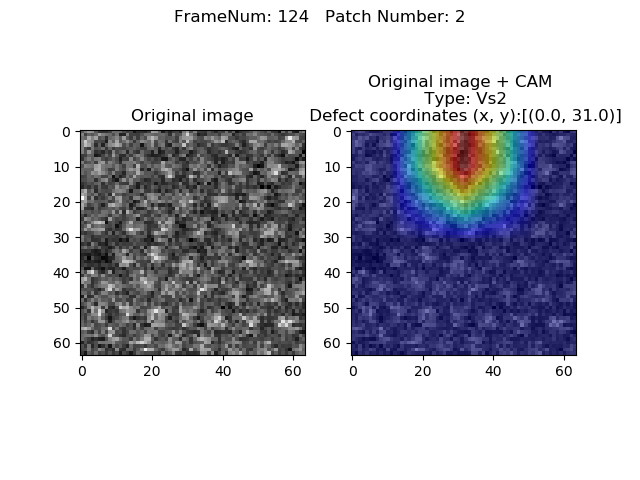 FrameNum: 124   Patch Number: 2
Original image
Original image + CAM
Type: Vs2
Defect coordinates (x, y):[(0.0, 31.0)]
0
10
20
30
40
50
60
0 20 40 60
0
10
20
30
40
50
60
0 20 40 60